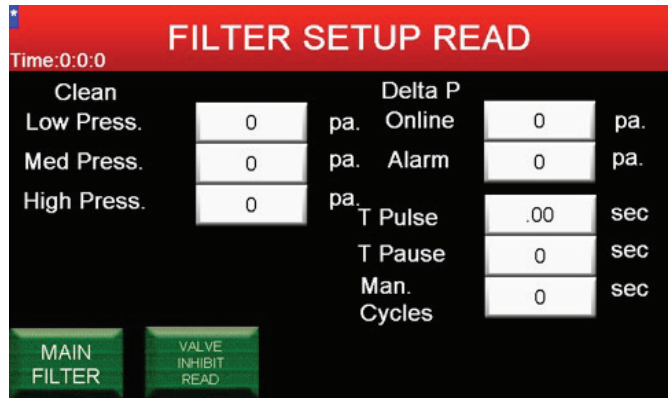 *
FILTER SETUP READ
Time:0:0:0
Clean
Low Press. 0 pa.
Med Press. 0 pa.
High Press. 0 pa.
Delta P
Online 0 pa.
Alarm 0 pa.
T Pulse .00 sec
T Pause 0 sec
Man.
Cycles 0 sec
MAIN
FILTER
VALVE
INHIBIT
READ